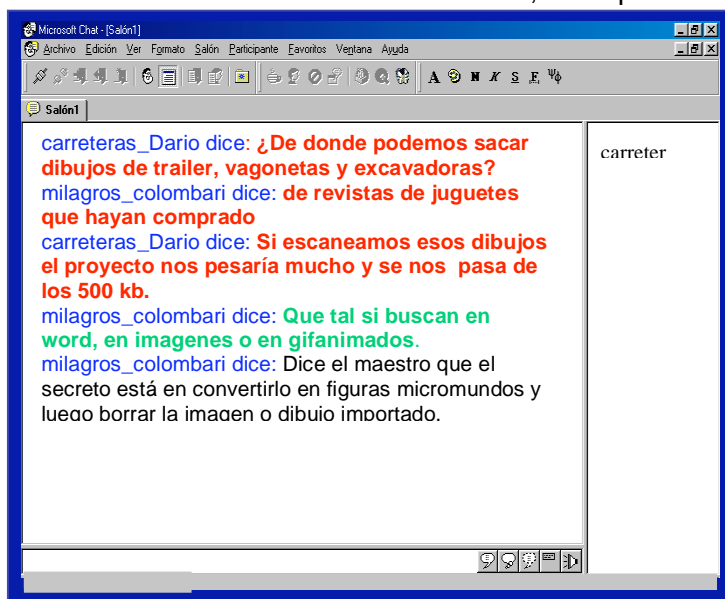 Microsoft Chat - [Salón1]
Archivo Edición Ver Formato Salón Participante Favoritos Ventana Ayuda
A N K S F
Salón1
carreteras_Dario dice: ¿De donde podemos sacar
dibujos de trailer, vagonetas y excavadoras?
milagros_colombari dice: de revistas de juguetes
que hayan comprado
carreteras_Dario dice: Si escaneamos esos dibujos
el proyecto nos pesaría mucho y se nos pasa de
los 500 kb.
milagros_colombari dice: Que tal si buscan en
word, en imagenes o en gifanimados.
milagros_colombari dice: Dice el maestro que el
secreto está en convertirlo en figuras micromundos y
luego borrar la imagen o dibujo importado.
carreter